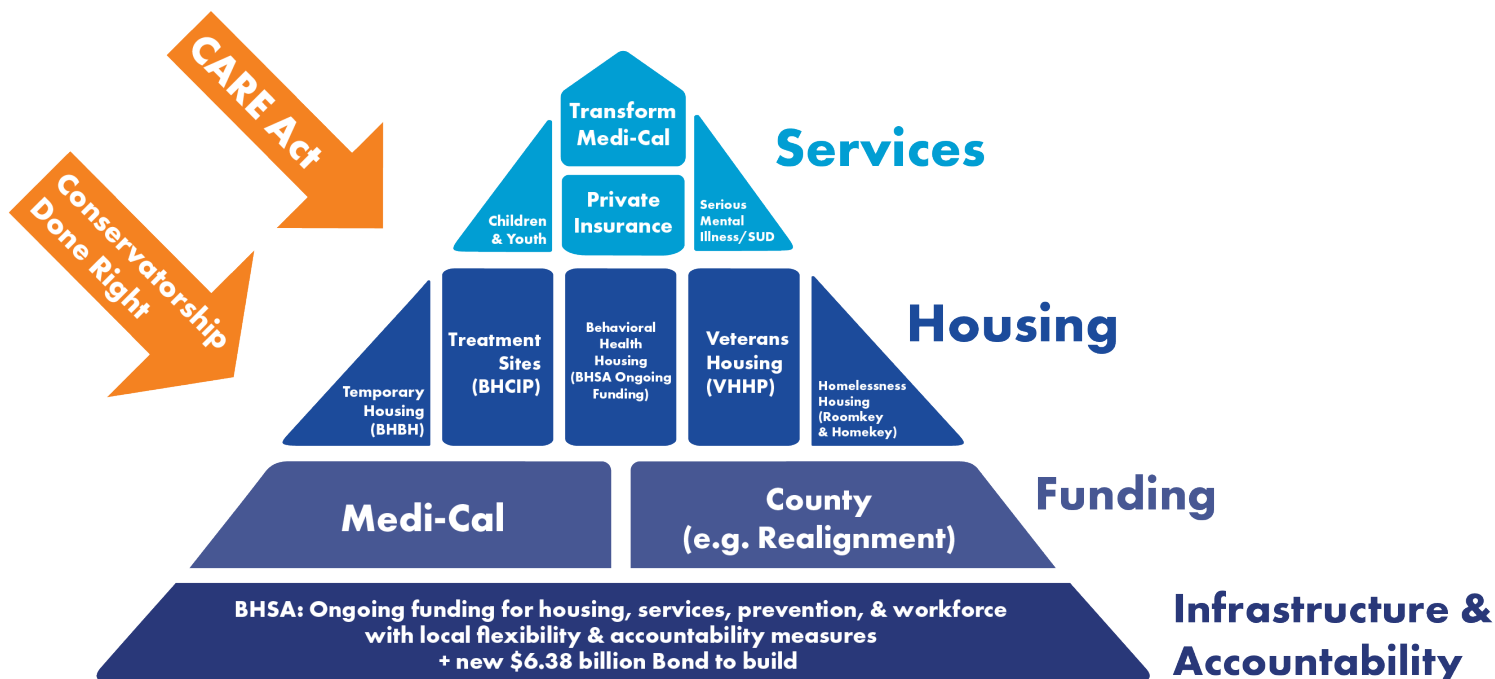 CARE Act
Conservatorship
Done Right
Transform
Medi-Cal
Services
Children
& Youth
Private
Insurance
Serious
Mental
Illness/SUD
Housing
Temporary
Housing
(BHBH)
Treatment
Sites
(BHCIP)
Behavioral
Health
Housing
(BHSA Ongoing
Funding)
Veterans
Housing
(VHHP)
Homelessness
Housing
(Roomkey
& Homekey)
Medi-Cal
County
(e.g. Realignment)
Funding
BHSA: Ongoing funding for housing, services, prevention, & workforce
with local flexibility & accountability measures
+ new $6.38 billion Bond to build
Infrastructure &
Accountability